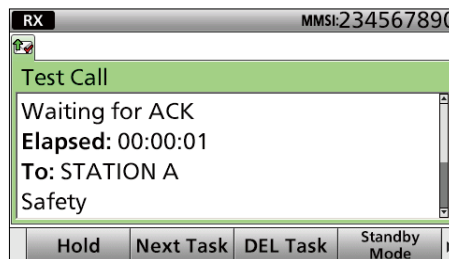 RX MMSI:234567890
Test Call
Waiting for ACK
Elapsed: 00:00:01
To: STATION A
Safety
Hold Next Task DEL Task Standby Mode